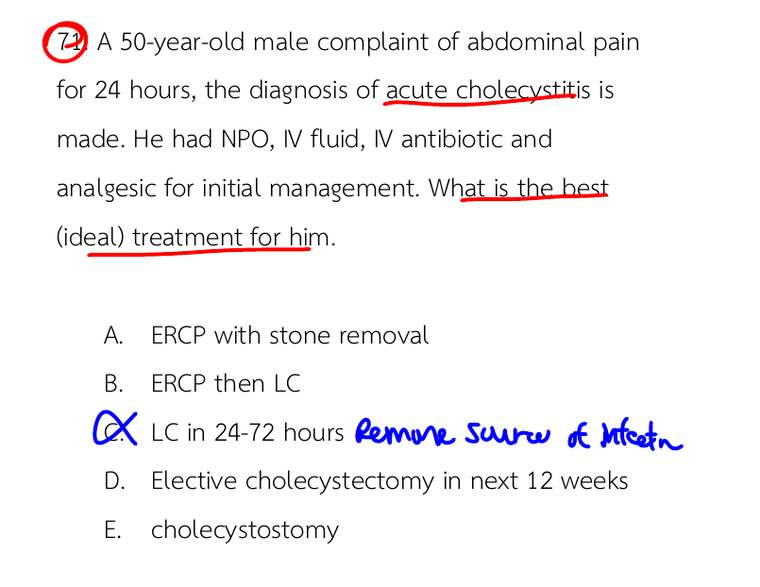 71. A 50-year-old male complaint of abdominal pain
for 24 hours, the diagnosis of acute cholecystitis is
made. He had NPO, IV fluid, IV antibiotic and
analgesic for initial management. What is the best
(ideal) treatment for him.
A. ERCP with stone removal
B. ERCP then LC
C. LC in 24-72 hours Remove source of
D. Elective cholecystectomy in next 12 weeks
E. cholecystostomy